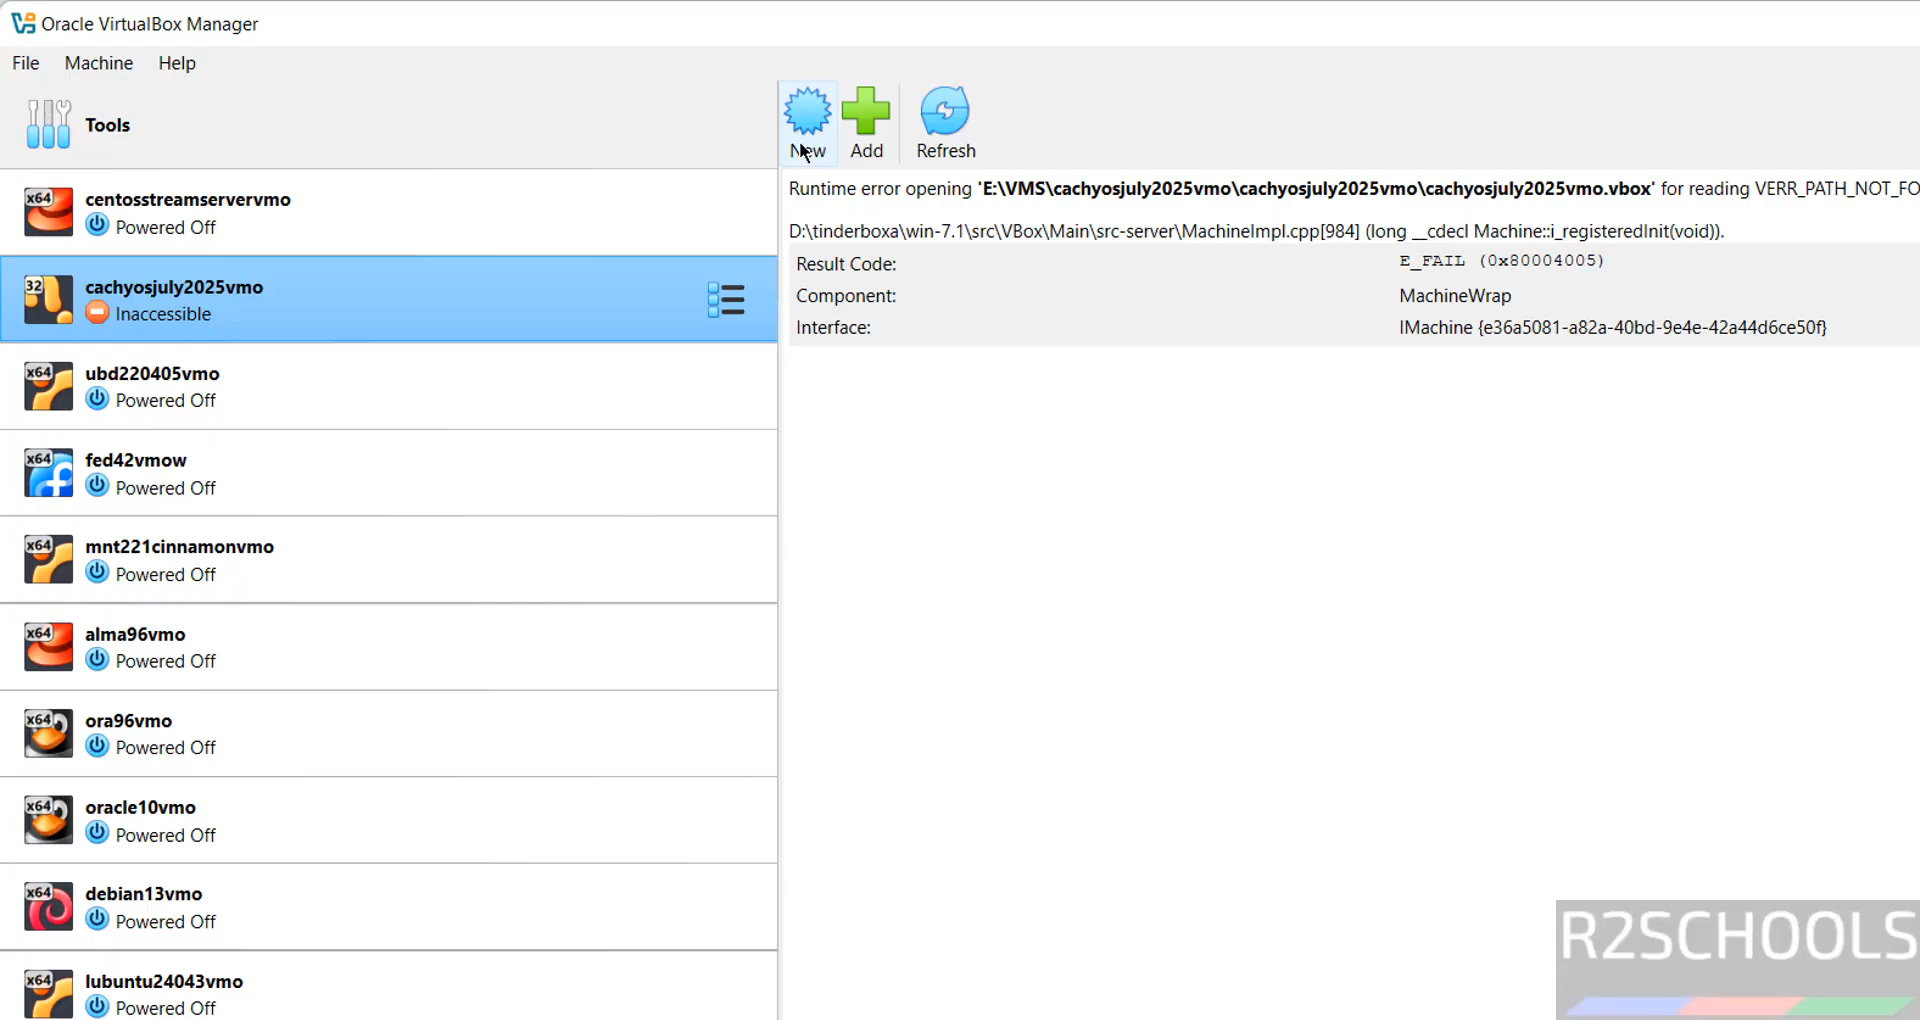 Oracle VirtualBox Manager
File Machine Help
Tools
New Add Refresh
x64 centosstreamservervmo
Powered Off
32 cachyosjuly2025vmo
Inaccessible
x64 ubd220405vmo
Powered Off
x64 fed42vmow
Powered Off
x64 mnt221cinnamonvmo
Powered Off
x64 alma96vmo
Powered Off
x64 ora96vmo
Powered Off
x64 oracle10vmo
Powered Off
x64 debian13vmo
Powered Off
x64 lubuntu24043vmo
Powered Off
Runtime error opening 'E:\VMS\cachyosjuly2025vmo\cachyosjuly2025vmo\cachyosjuly2025vmo.vbox' for reading VERR_PATH_NOT_FO
D:\tinderboxa\win-7.1\src\VBox\Main\src-server\MachineImpl.cpp[984] (long __cdecl Machine::i_registeredInit(void)).
Result Code: E_FAIL (0x80004005)
Component: MachineWrap
Interface: IMachine {e36a5081-a82a-40bd-9e4e-42a44d6ce50f}
R2SCHOOLS